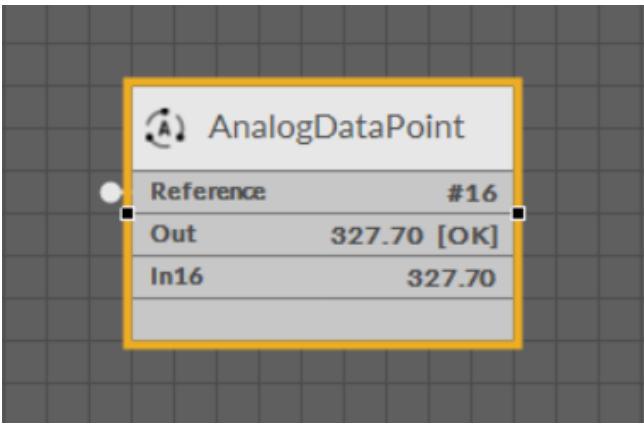 AnalogDataPoint
Reference #16
Out 327.70 [OK]
In16 327.70